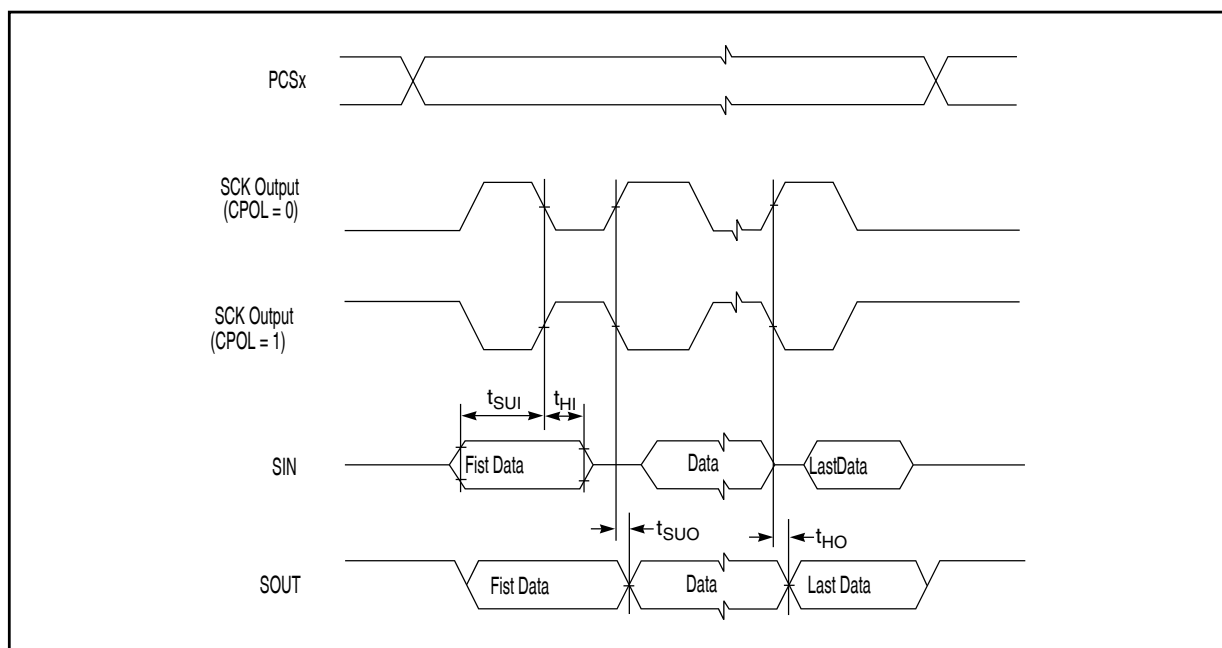 PCSx
SCK Output
(CPOL = 0)
SCK Output
(CPOL = 1)
tSUI
tHI
SIN
Fist Data
Data
LastData
tSUO
tHO
SOUT
Fist Data
Data
Last Data